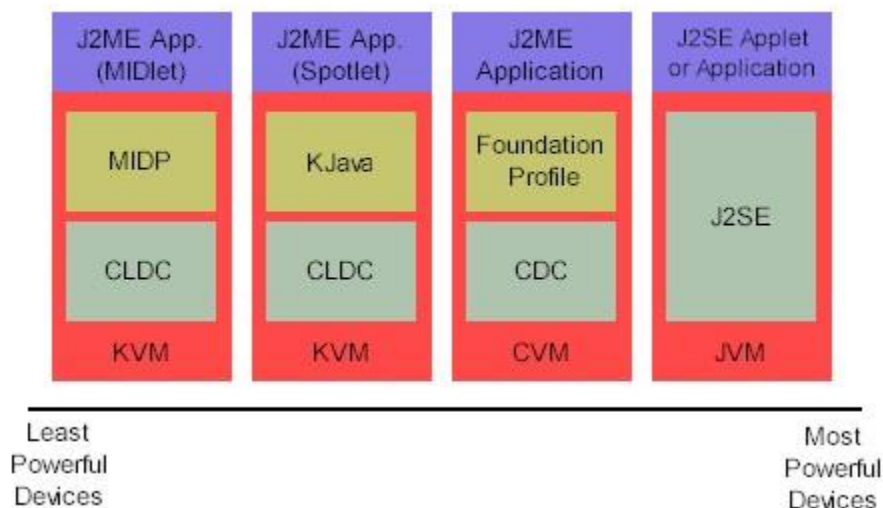 J2ME App.
(MIDlet)
MIDP
CLDC
KVM
J2ME App.
(Spotlet)
KJava
CLDC
KVM
J2ME
Application
Foundation
Profile
CDC
CVM
J2SE Applet
or Application
J2SE
JVM
Least
Powerful
Devices
Most
Powerful
Devices